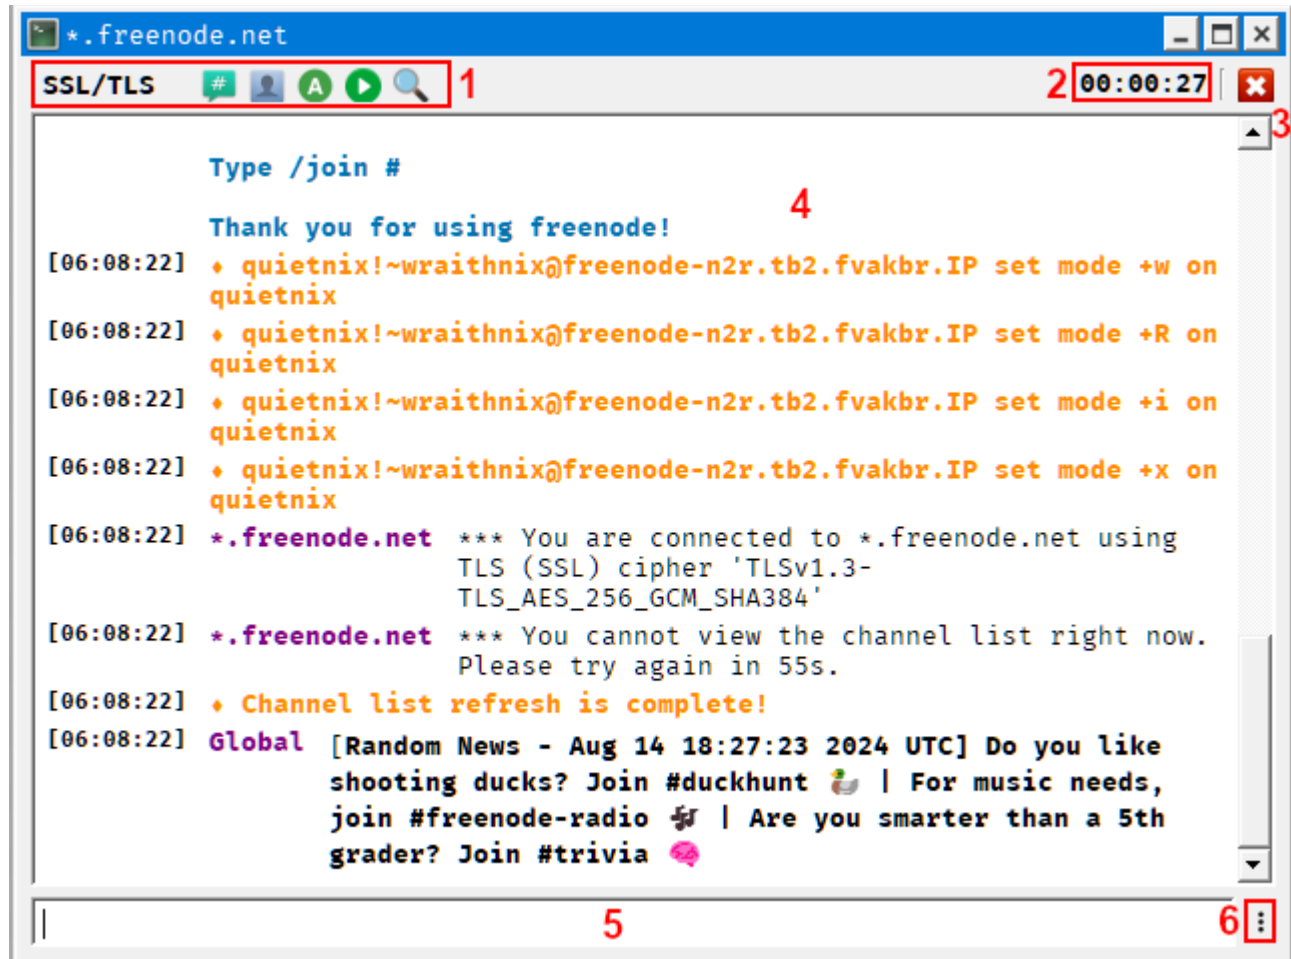 *.freenode.net
SSL/TLS # A 1 2 00:00:27
3
Type /join #
4
Thank you for using freenode!
[06:08:22] ♦ quietnix!~wraithnix@freenode-n2r.tb2.fvakbr.IP set mode +w on
quietnix
[06:08:22] ♦ quietnix!~wraithnix@freenode-n2r.tb2.fvakbr.IP set mode +R on
quietnix
[06:08:22] ♦ quietnix!~wraithnix@freenode-n2r.tb2.fvakbr.IP set mode +i on
quietnix
[06:08:22] ♦ quietnix!~wraithnix@freenode-n2r.tb2.fvakbr.IP set mode +x on
quietnix
[06:08:22] *.freenode.net *** You are connected to *.freenode.net using
TLS (SSL) cipher 'TLSv1.3-
TLS_AES_256_GCM_SHA384'
[06:08:22] *.freenode.net *** You cannot view the channel list right now.
Please try again in 55s.
[06:08:22] ♦ Channel list refresh is complete!
[06:08:22] Global [Random News - Aug 14 18:27:23 2024 UTC] Do you like
shooting ducks? Join #duckhunt 🦆 | For music needs,
join #freenode-radio 🎶 | Are you smarter than a 5th
grader? Join #trivia 🧠
5 6